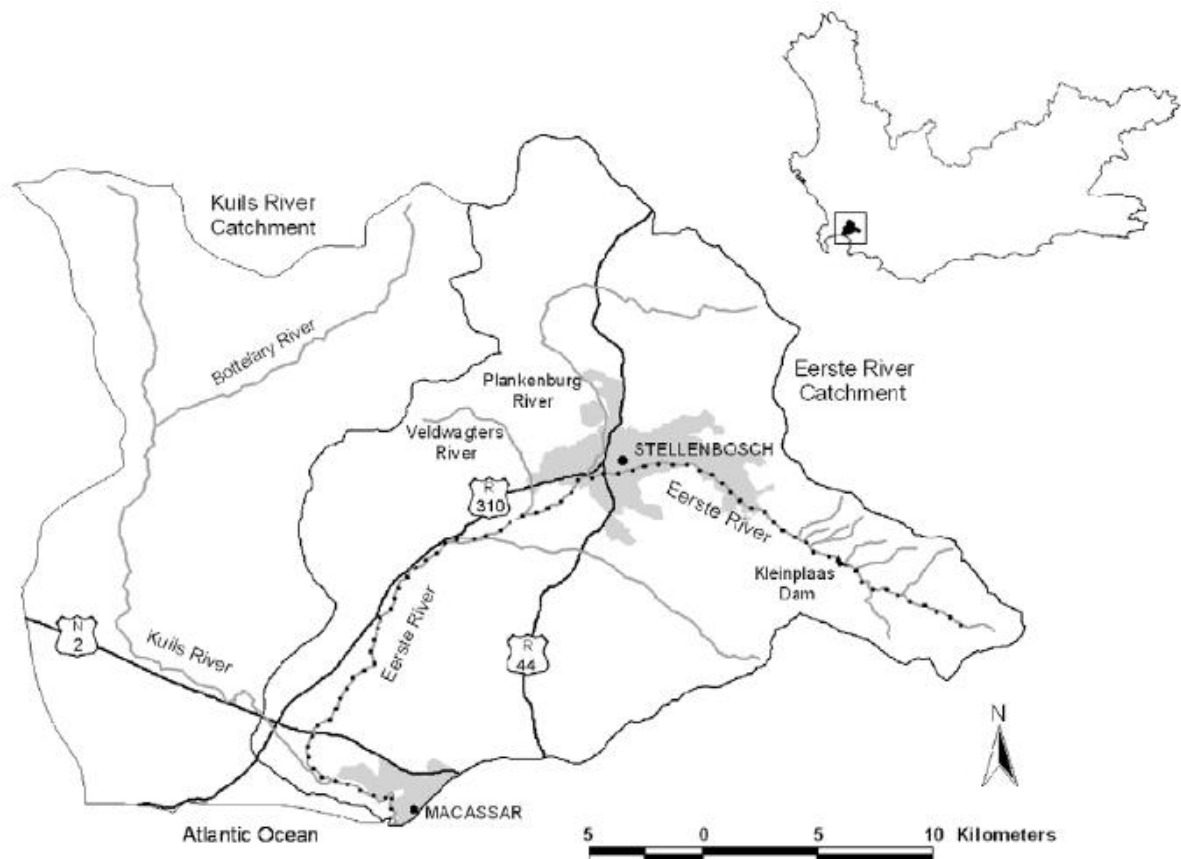 Kuils River
Catchment
Bottelary River
Plankenburg
River
Eerste River
Catchment
Veldwagters
River
STELLENBOSCH
R
310
Eerste River
Kleinplaas
Dam
N
2
Kuils River
Eerste River
R
44
N
MACASSAR
Atlantic Ocean
5 0 5 10 Kilometers